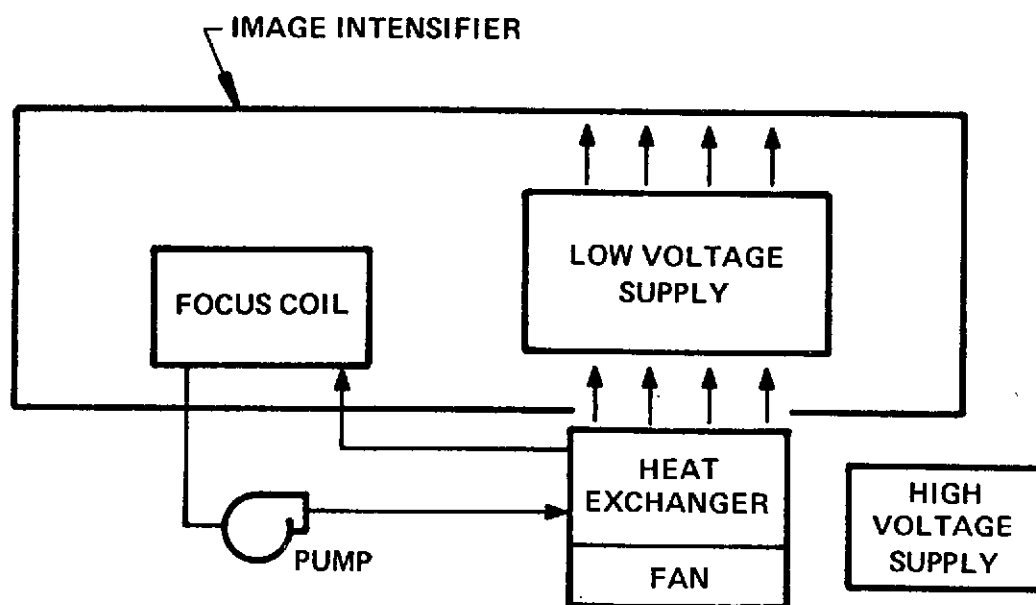 IMAGE INTENSIFIER
LOW VOLTAGE
SUPPLY
FOCUS COIL
HEAT
EXCHANGER
HIGH
VOLTAGE
SUPPLY
PUMP
FAN